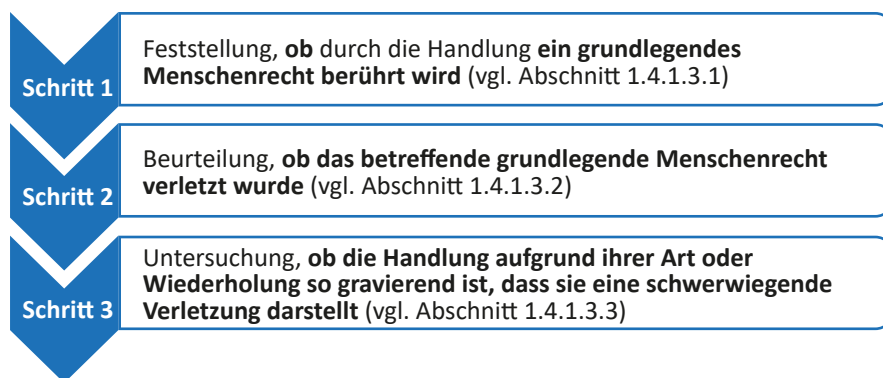 Schritt 1
Feststellung, ob durch die Handlung ein grundlegendes
Menschenrecht berührt wird (vgl. Abschnitt 1.4.1.3.1)
Schritt 2
Beurteilung, ob das betreffende grundlegende Menschenrecht
verletzt wurde (vgl. Abschnitt 1.4.1.3.2)
Schritt 3
Untersuchung, ob die Handlung aufgrund ihrer Art oder
Wiederholung so gravierend ist, dass sie eine schwerwiegende
Verletzung darstellt (vgl. Abschnitt 1.4.1.3.3)